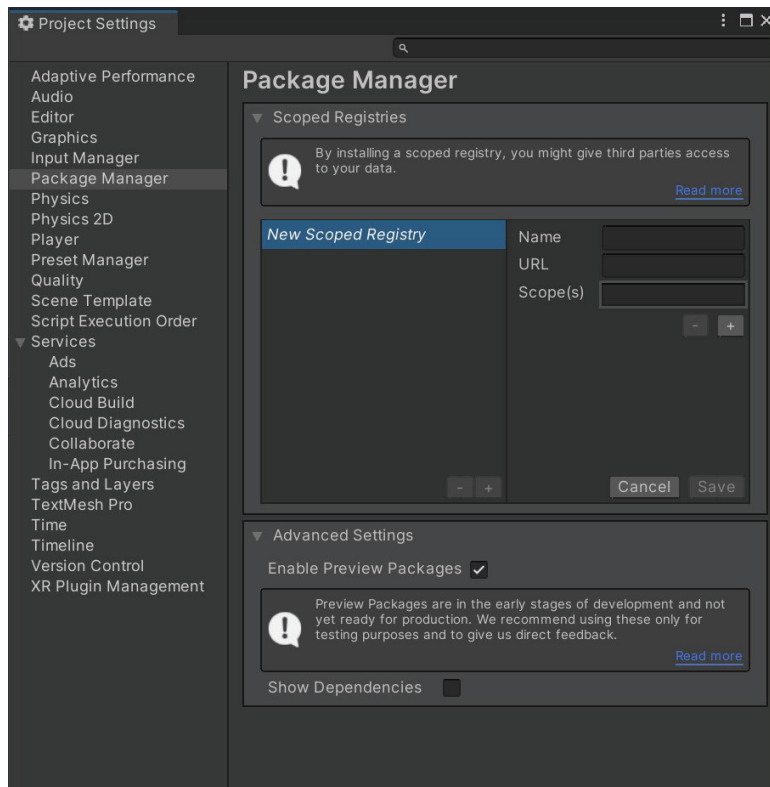 Project Settings
Adaptive Performance
Audio
Editor
Graphics
Input Manager
Package Manager
Physics
Physics 2D
Player
Preset Manager
Quality
Scene Template
Script Execution Order
Services
Ads
Analytics
Cloud Build
Cloud Diagnostics
Collaborate
In-App Purchasing
Tags and Layers
TextMesh Pro
Time
Timeline
Version Control
XR Plugin Management
Package Manager
Scoped Registries
By installing a scoped registry, you might give third parties access
to your data.
Read more
New Scoped Registry
Name
URL
Scope(s)
- +
- +
Cancel Save
Advanced Settings
Enable Preview Packages
Preview Packages are in the early stages of development and not
yet ready for production. We recommend using these only for
testing purposes and to give us direct feedback.
Read more
Show Dependencies